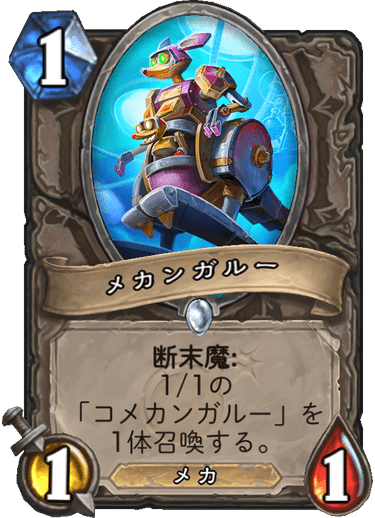 1
メカンガルー
断末魔:
1/1の
「コメカンガルー」を
1体召喚する。
メカ
1
1